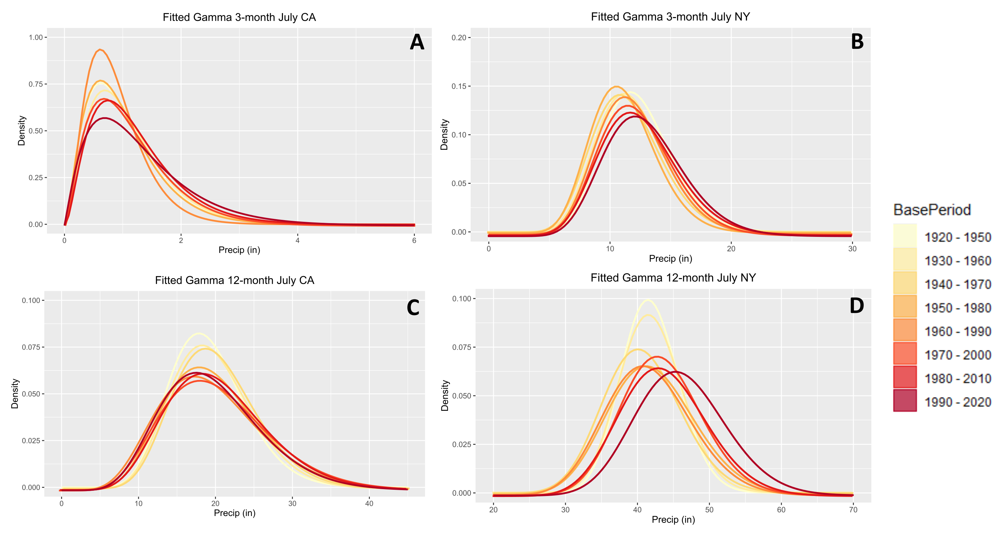 Fitted Gamma 3-month July CA
A
1.00
0.75
0.50
0.25
0.00
Density
0
2
4
6
Precip (in)
Fitted Gamma 3-month July NY
B
0.20
0.15
0.10
0.05
0.00
Density
0
10
20
30
Precip (in)
Fitted Gamma 12-month July CA
C
0.100
0.075
0.050
0.025
0.000
Density
0
10
20
30
40
Precip (in)
Fitted Gamma 12-month July NY
D
0.100
0.075
0.050
0.025
0.000
Density
20
30
40
50
60
70
Precip (in)
BasePeriod
1920 - 1950
1930 - 1960
1940 - 1970
1950 - 1980
1960 - 1990
1970 - 2000
1980 - 2010
1990 - 2020